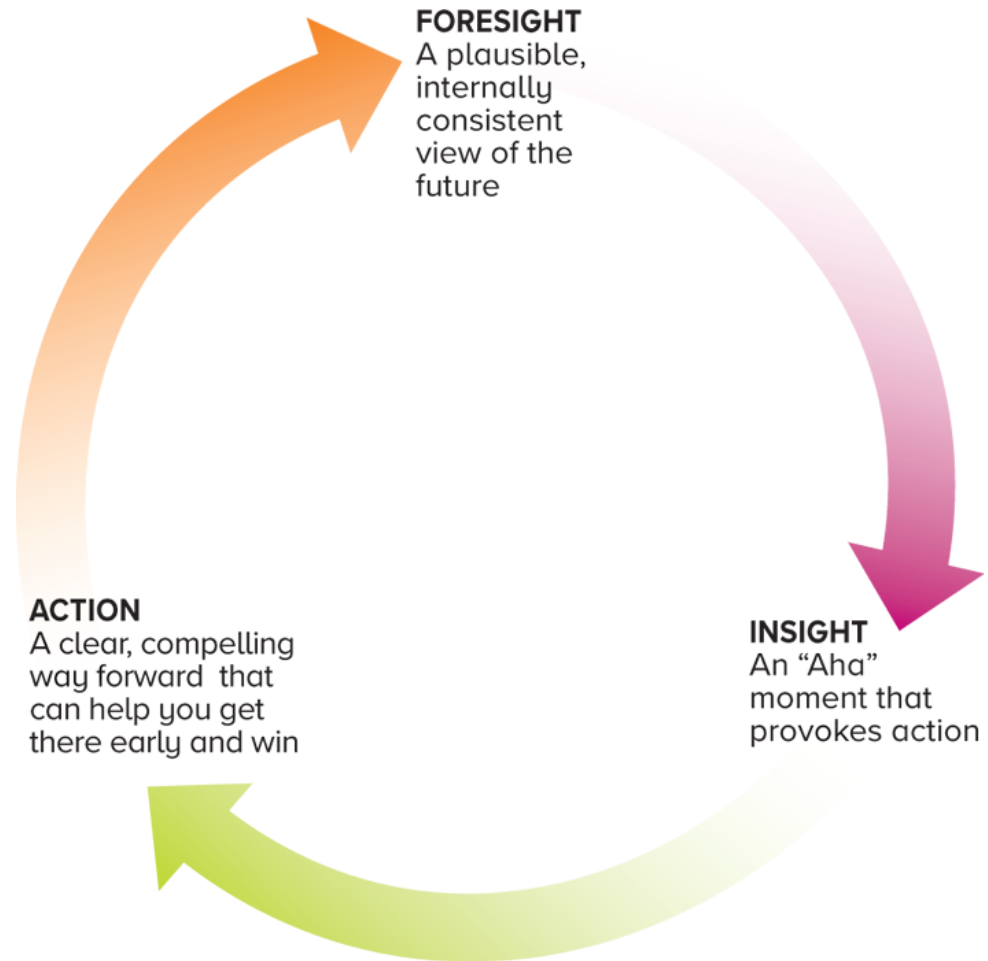 FORESIGHT
A plausible,
internally
consistent
view of the
future
ACTION
A clear, compelling
way forward  that
can help you get
there early and win
INSIGHT
An “Aha”
moment that
provokes action